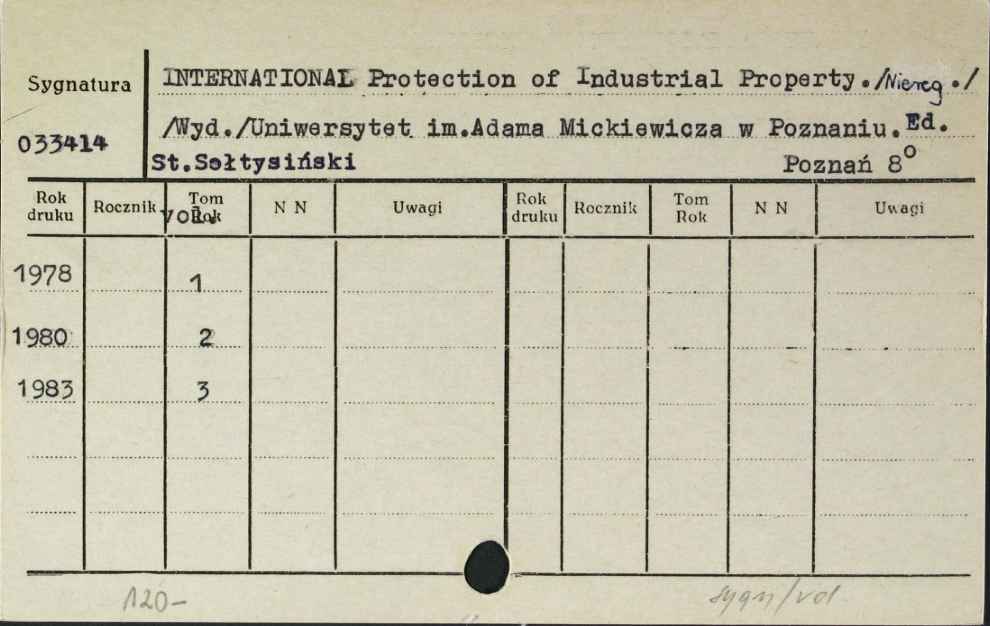 Sygnatura
INTERNATIONAL Protection of Industrial Property./Niereg./
/Wyd./Uniwersytet im.Adama Mickiewicza w Poznaniu.Ed.
033414
St.Sołtysiński Poznań 8°
Rok druku Rocznik Tom Rok vol. N N Uwagi Rok druku Rocznik Tom Rok N N Uwagi
1978 1
1980 2
1983 3
120- sygn/vol